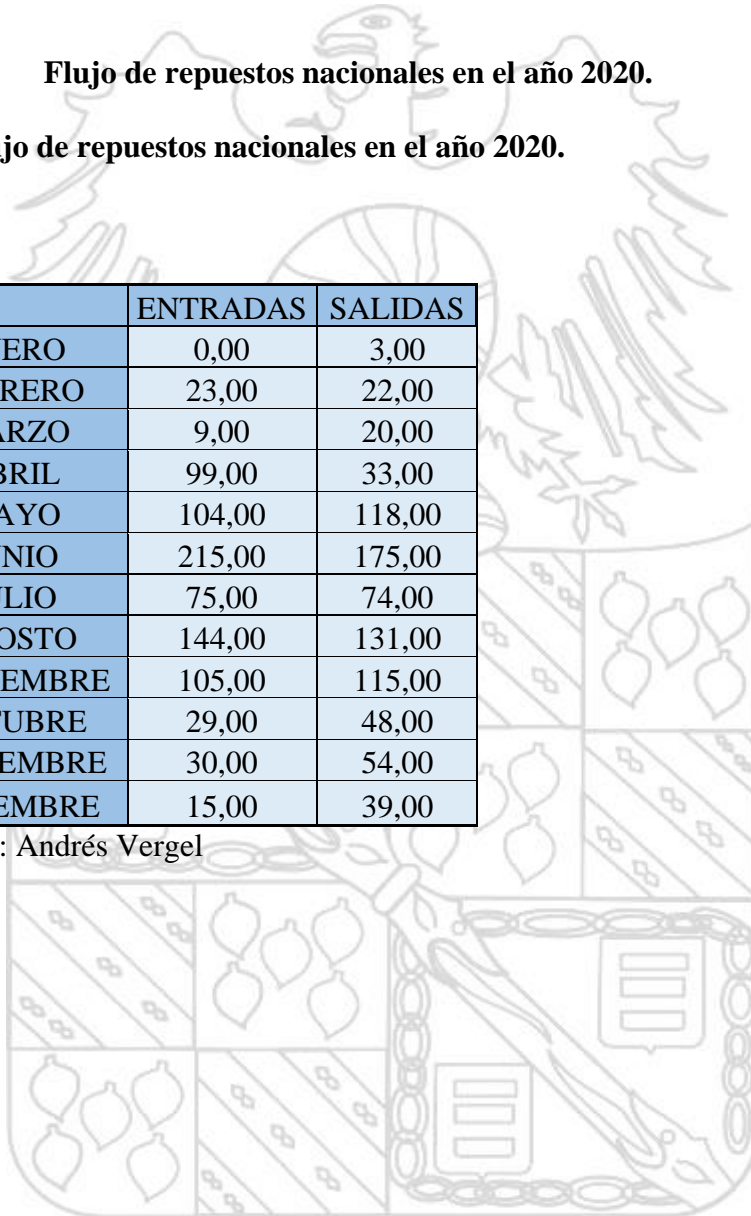 Flujo de repuestos nacionales en el año 2020.
jo de repuestos nacionales en el año 2020.
ENTRADAS SALIDAS
ERO 0,00 3,00
RERO 23,00 22,00
ARZO 9,00 20,00
BRIL 99,00 33,00
AYO 104,00 118,00
NIO 215,00 175,00
LIO 75,00 74,00
OSTO 144,00 131,00
EMBRE 105,00 115,00
TUBRE 29,00 48,00
EMBRE 30,00 54,00
EMBRE 15,00 39,00
: Andrés Vergel